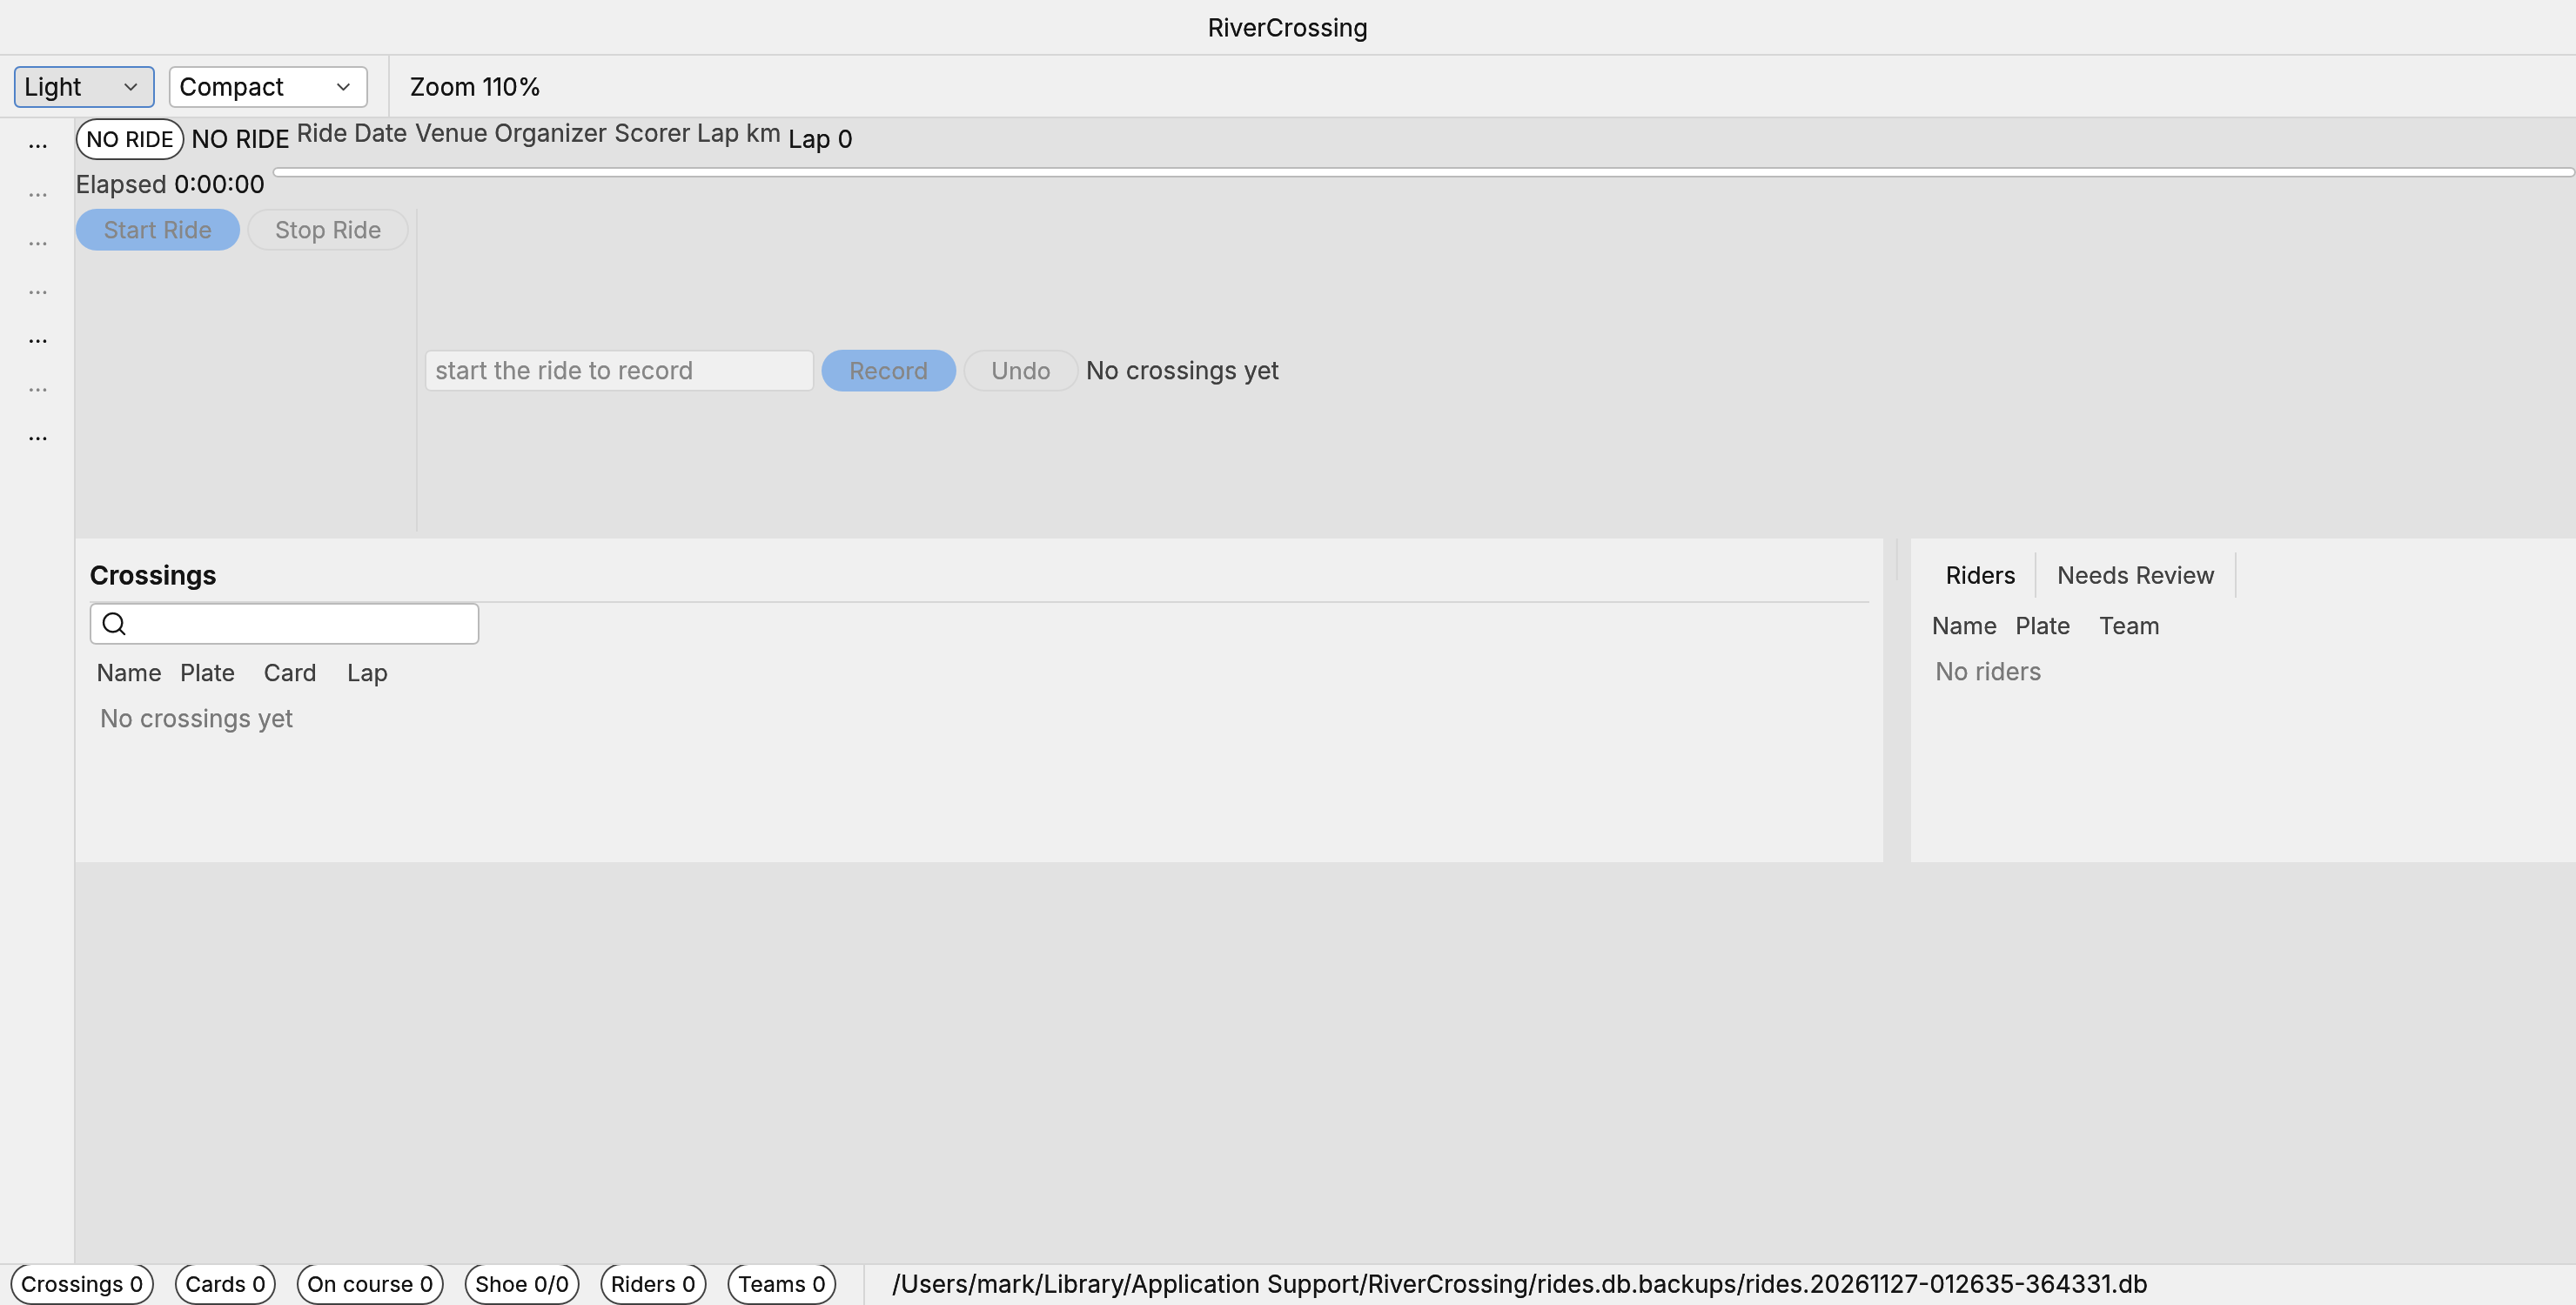 RiverCrossing
Light Compact Zoom 110%
... NO RIDE NO RIDE Ride Date Venue Organizer Scorer Lap km Lap 0
... Elapsed 0:00:00
... Start Ride Stop Ride
...
... start the ride to record Record Undo No crossings yet
...
...
Crossings
Name Plate Card Lap
No crossings yet
Riders Needs Review
Name Plate Team
No riders
Crossings 0 Cards 0 On course 0 Shoe 0/0 Riders 0 Teams 0 /Users/mark/Library/Application Support/RiverCrossing/rides.db.backups/rides.20261127-012635-364331.db